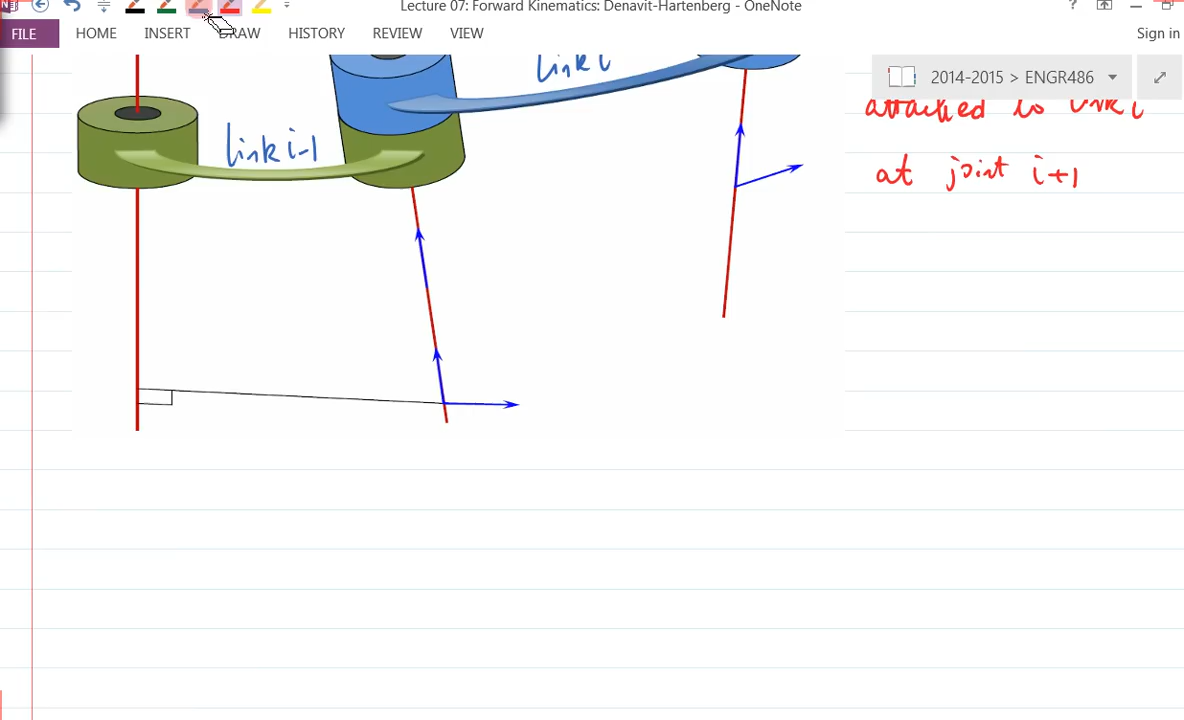 Lecture 07: Forward Kinematics: Denavit-Hartenberg - OneNote
FILE HOME INSERT DRAW HISTORY REVIEW VIEW Sign in
2014-2015 > ENGR486
link i
link i-1
attached to link i
at joint i+1